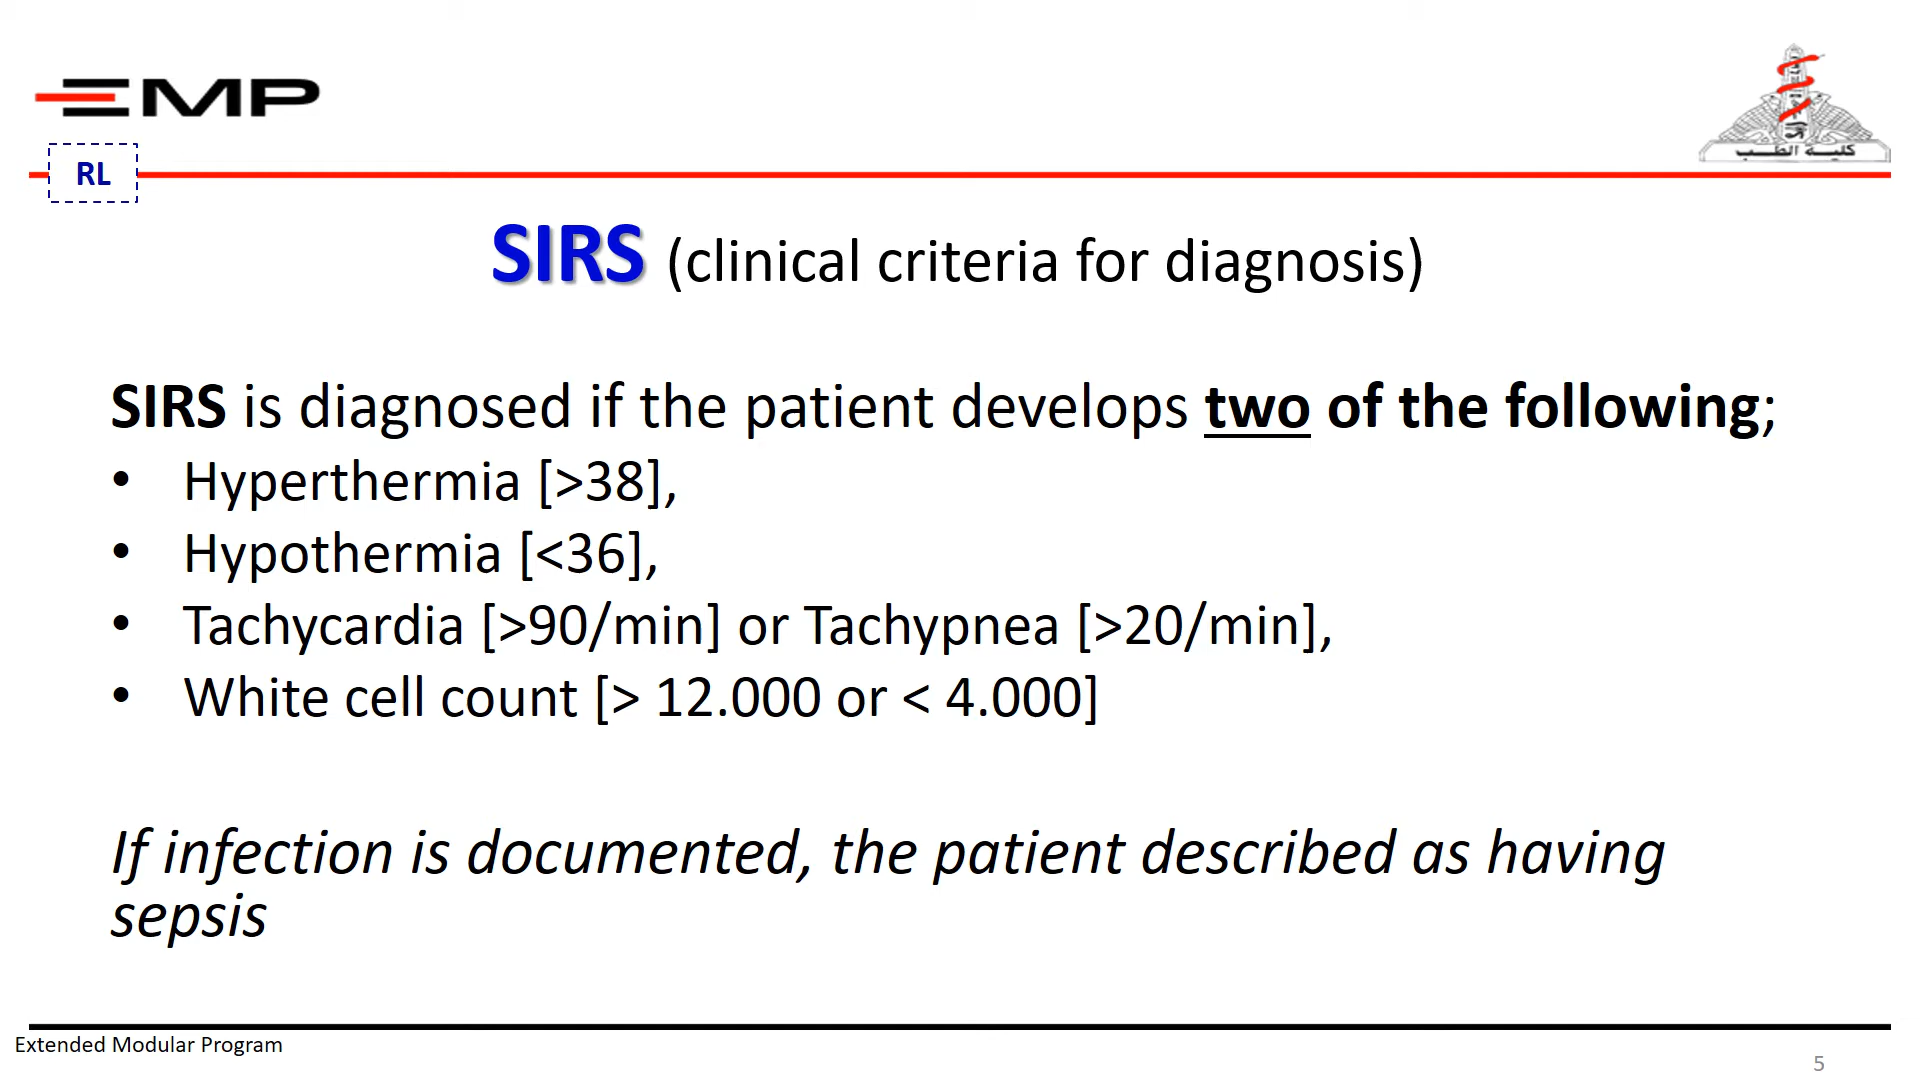 EMP
كلية الطب
RL
SIRS (clinical criteria for diagnosis)
SIRS is diagnosed if the patient develops two of the following;
• Hyperthermia [>38],
• Hypothermia [<36],
• Tachycardia [>90/min] or Tachypnea [>20/min],
• White cell count [> 12.000 or < 4.000]
If infection is documented, the patient described as having
sepsis
Extended Modular Program
5